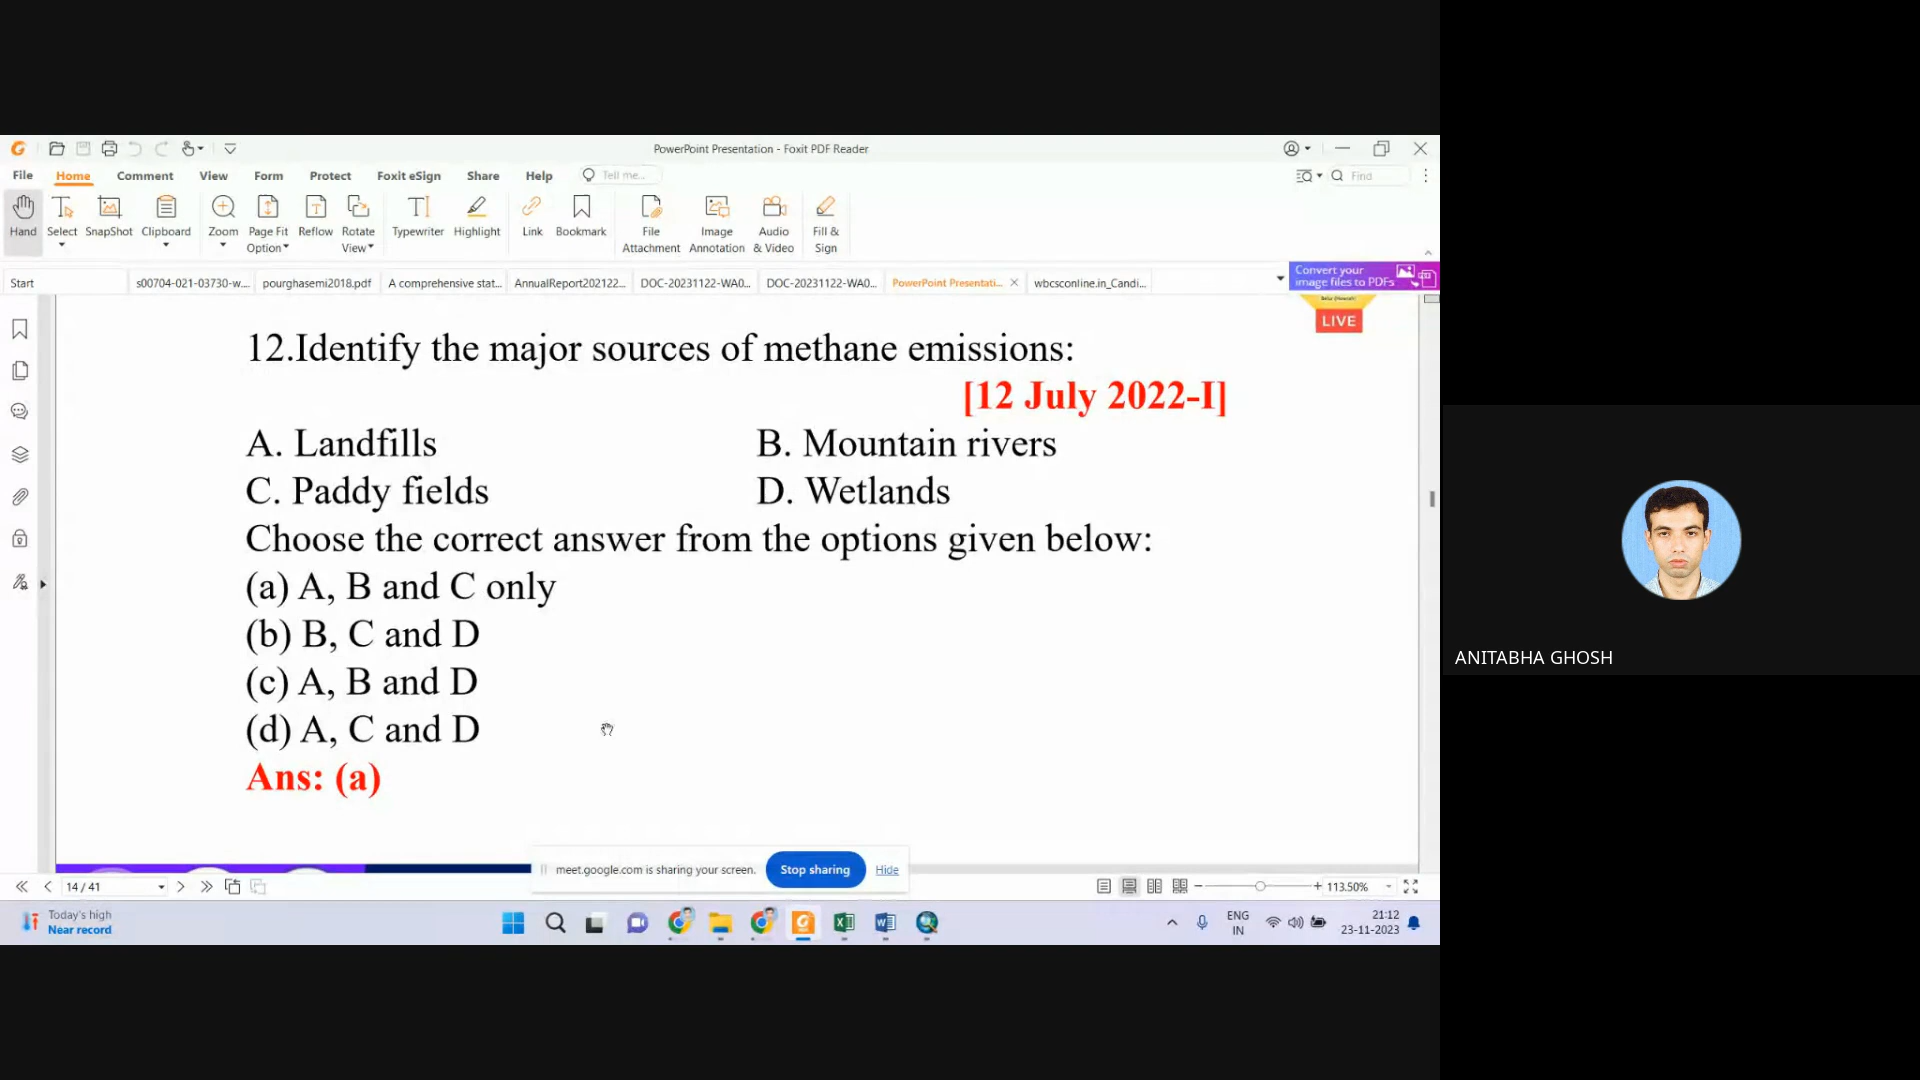 PowerPoint Presentation - Foxit PDF Reader
File Home Comment View Form Protect Foxit eSign Share Help Tell me... Find
Hand Select SnapShot Clipboard Zoom Page Fit Option Reflow Rotate View Typewriter Highlight Link Bookmark File Attachment Image Annotation Audio & Video Fill & Sign
Start s00704-021-03730-w... pourghasemi2018.pdf A comprehensive stat... AnnualReport202122... DOC-20231122-WA0... DOC-20231122-WA0... PowerPoint Presentati... wbcsconline.in_Candi...
Convert your
image files to PDFs
LIVE
12.Identify the major sources of methane emissions:
[12 July 2022-I]
A. Landfills B. Mountain rivers
C. Paddy fields D. Wetlands
Choose the correct answer from the options given below:
(a) A, B and C only
(b) B, C and D
(c) A, B and D
(d) A, C and D
Ans: (a)
ANITABHA GHOSH
meet.google.com is sharing your screen. Stop sharing Hide
14 / 41 113.50%
Today's high
Near record
ENG
IN
21:12
23-11-2023